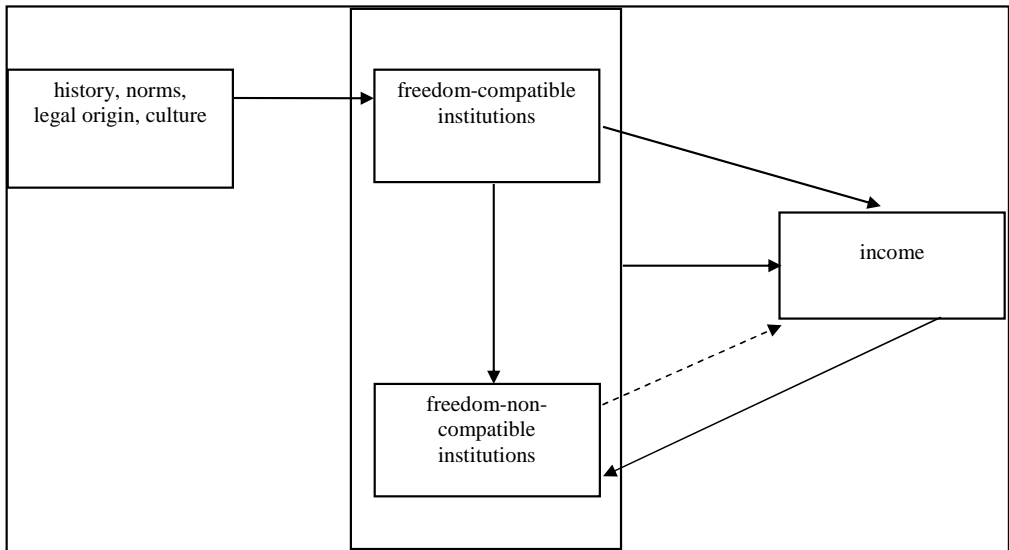 history, norms,
legal origin, culture
freedom-compatible
institutions
income
freedom-non-
compatible
institutions